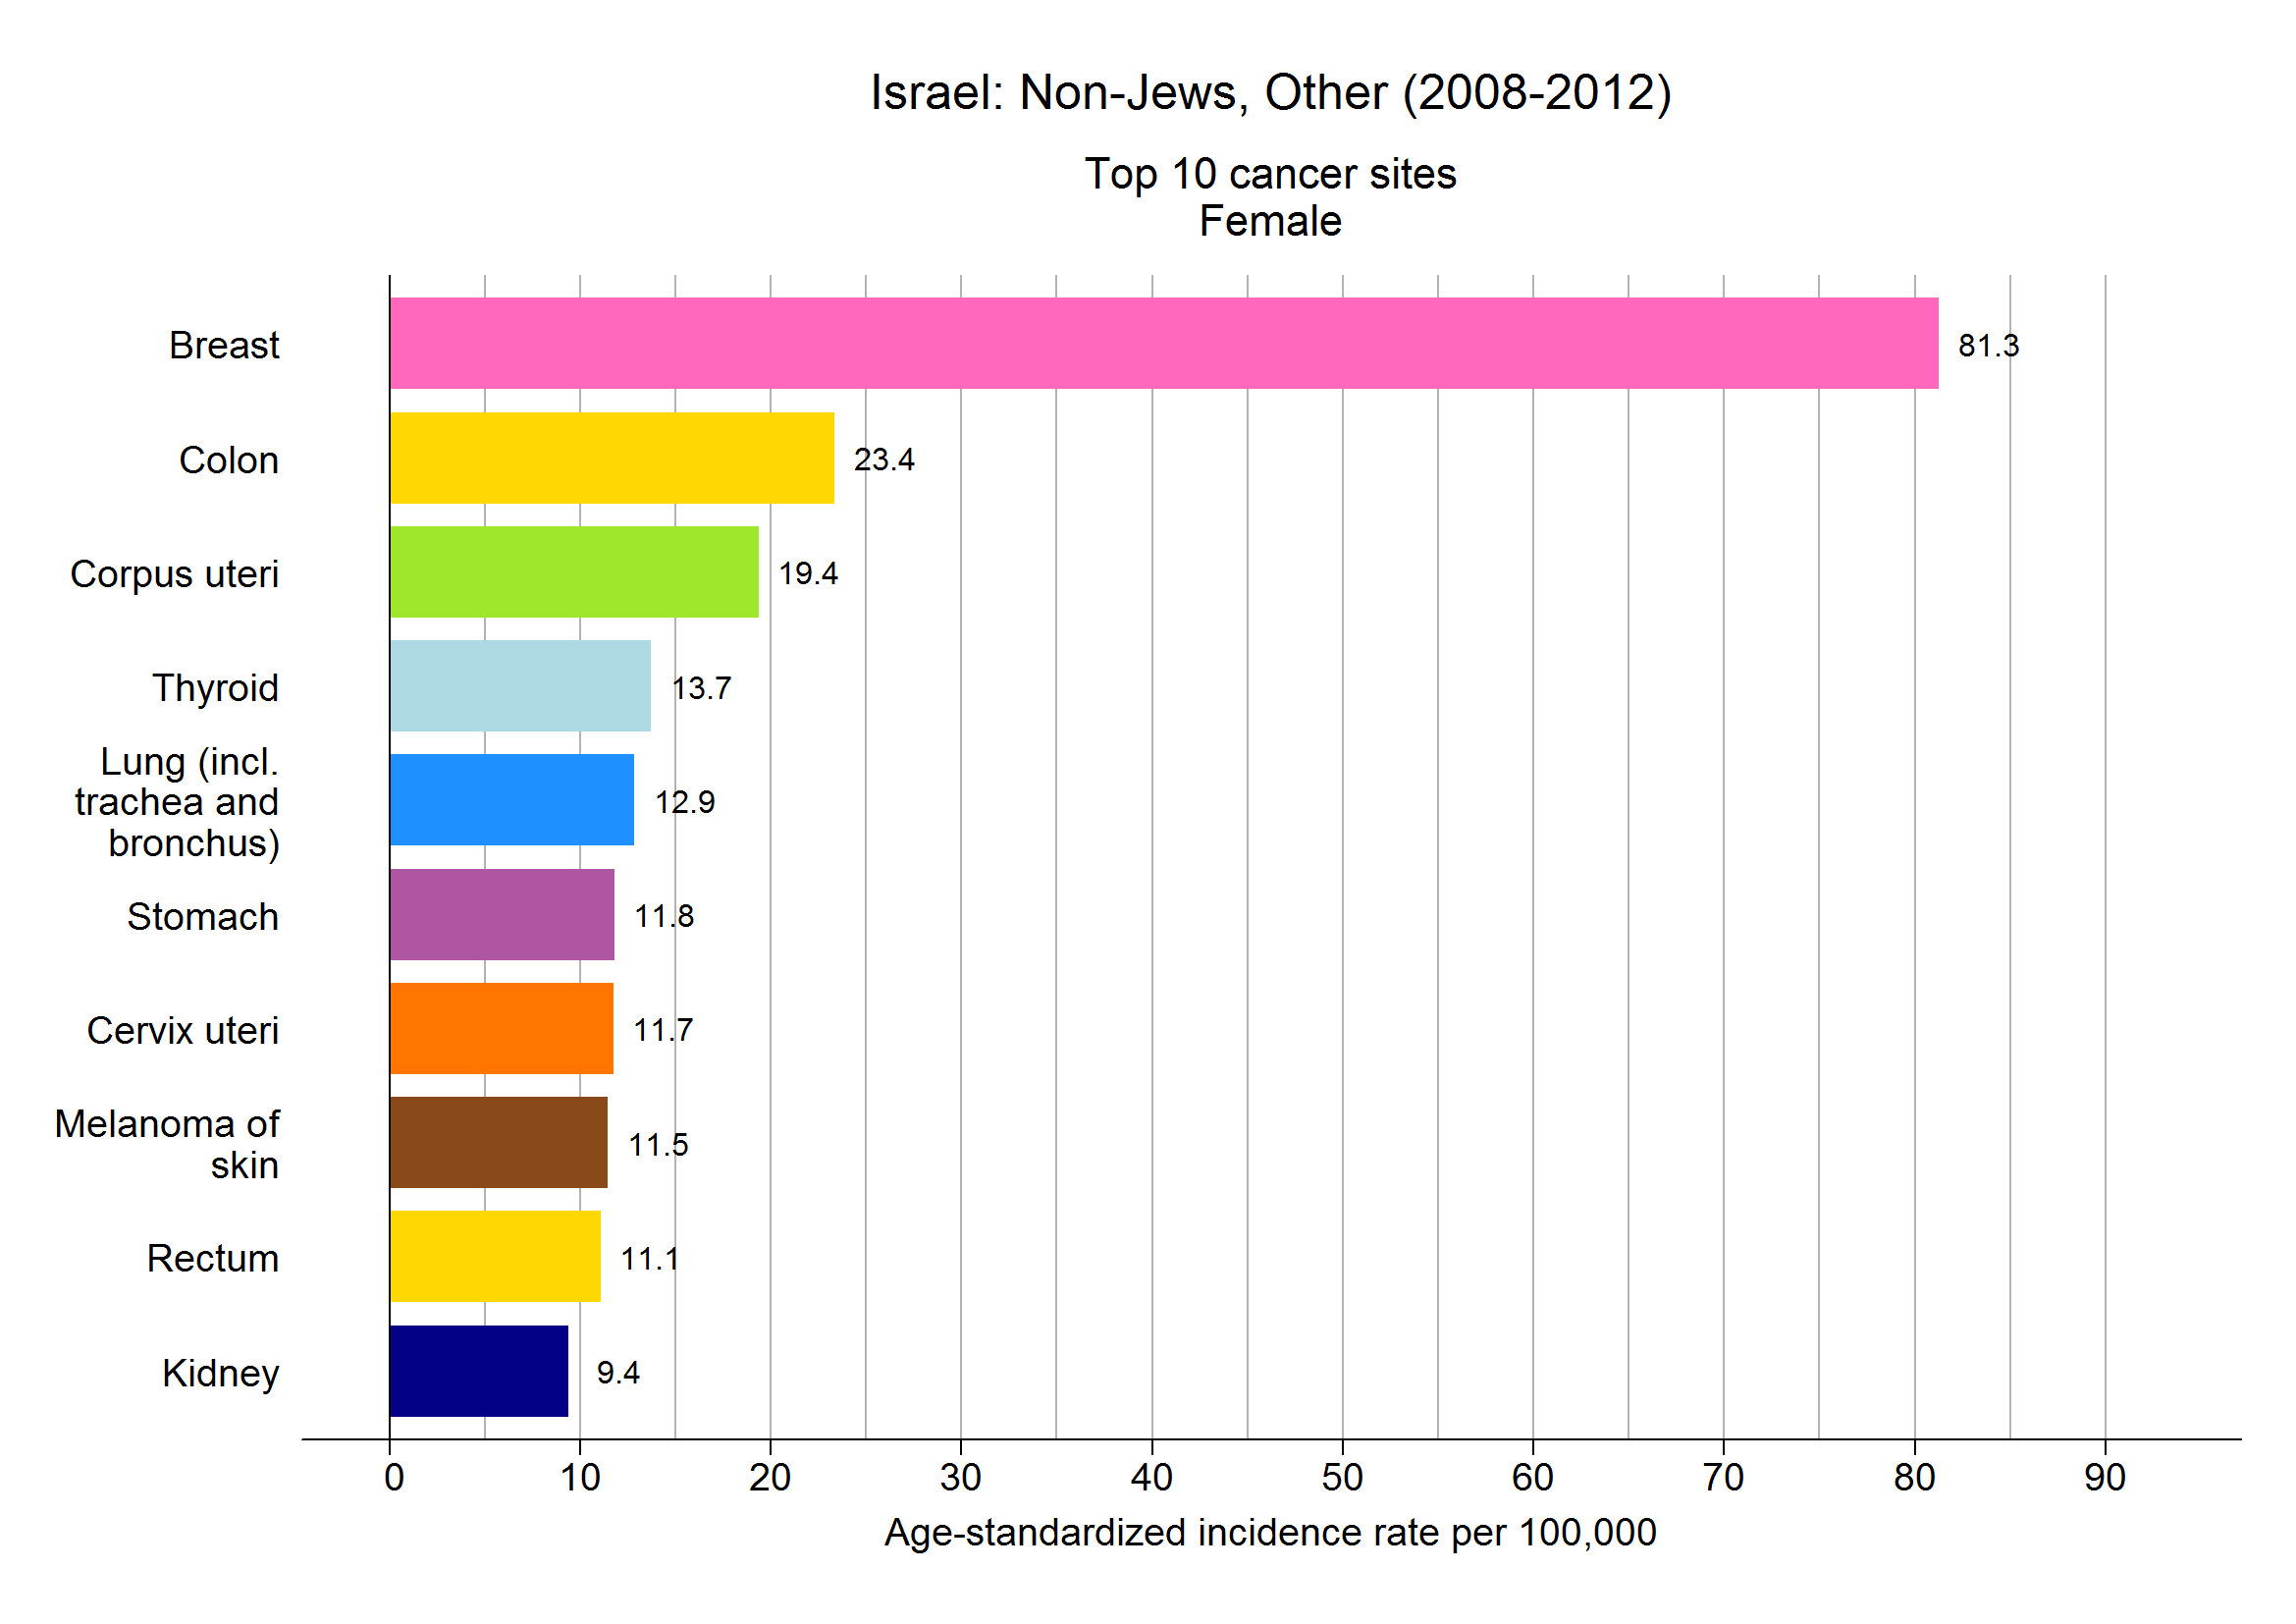 Israel: Non-Jews, Other (2008-2012)
Top 10 cancer sites
Female
Breast
81.3
Colon
23.4
Corpus uteri
19.4
Thyroid
13.7
Lung (incl.
trachea and
bronchus)
12.9
Stomach
11.8
Cervix uteri
11.7
Melanoma of
skin
11.5
Rectum
11.1
Kidney
9.4
0 10 20 30 40 50 60 70 80 90
Age-standardized incidence rate per 100,000